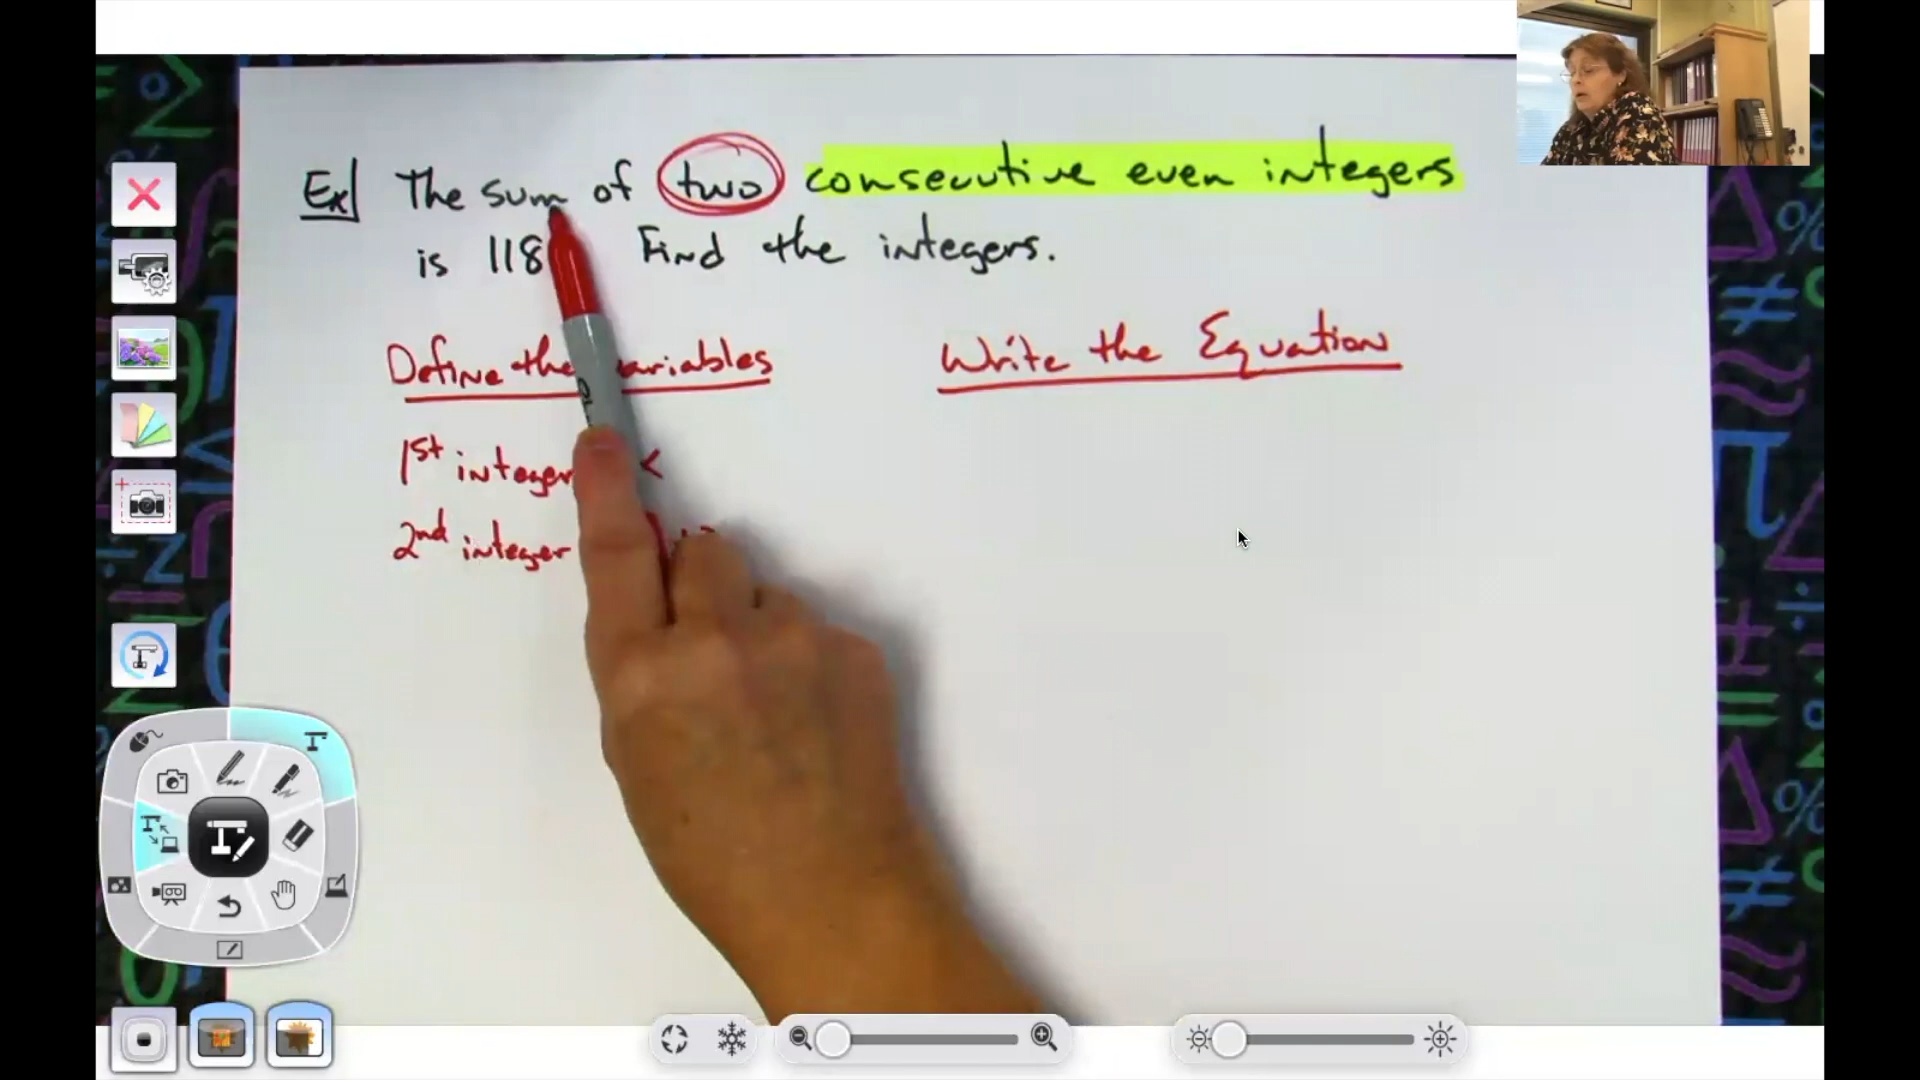 Ex The sum of two consecutive even integers
is 118 Find the integers.
Define the variables
Write the Equation
1st integer
2nd integer